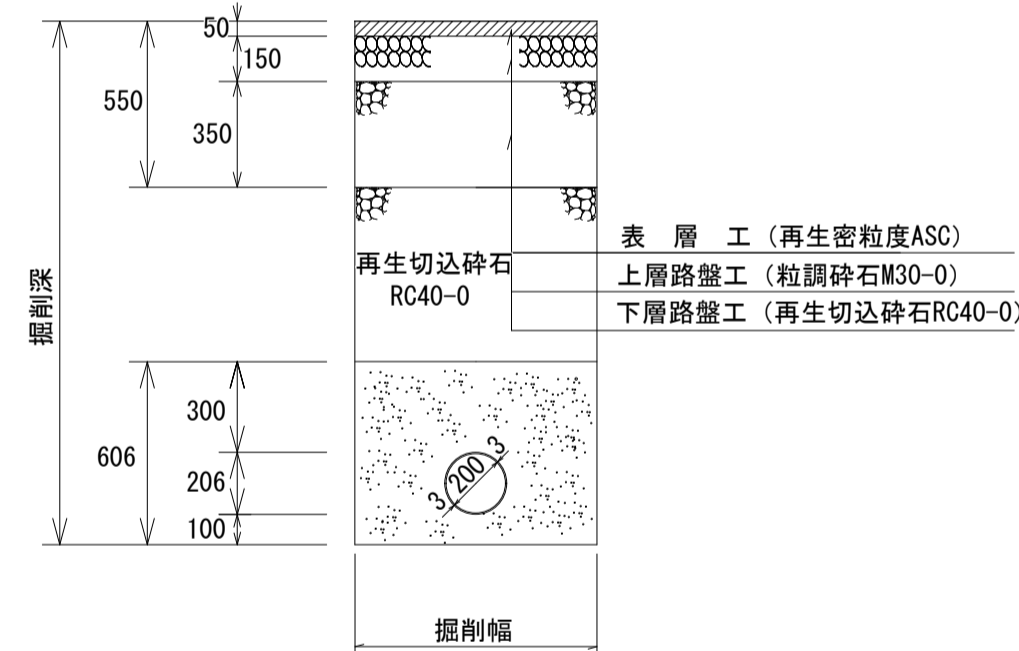 50
150
550
350
再生切込砕石
RC40-0
表 層 工（再生密粒度ASC）
上層路盤工（粒調砕石M30-0）
下層路盤工（再生切込砕石RC40-0）
掘削深
300
606
206
100
3 200 3
掘削幅